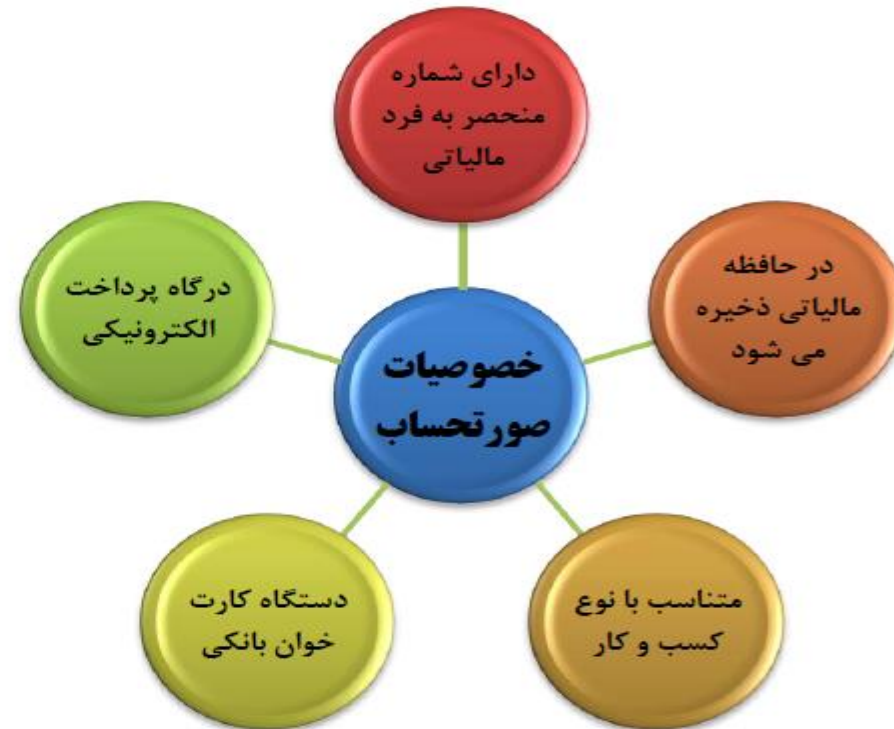 دارای شماره
منحصر به فرد
مالیاتی
در حافظه
مالیاتی ذخیره
می شود
درگاه پرداخت
الکترونیکی
خصوصیات
صورتحساب
متناسب با نوع
کسب و کار
دستگاه کارت
خوان بانکی